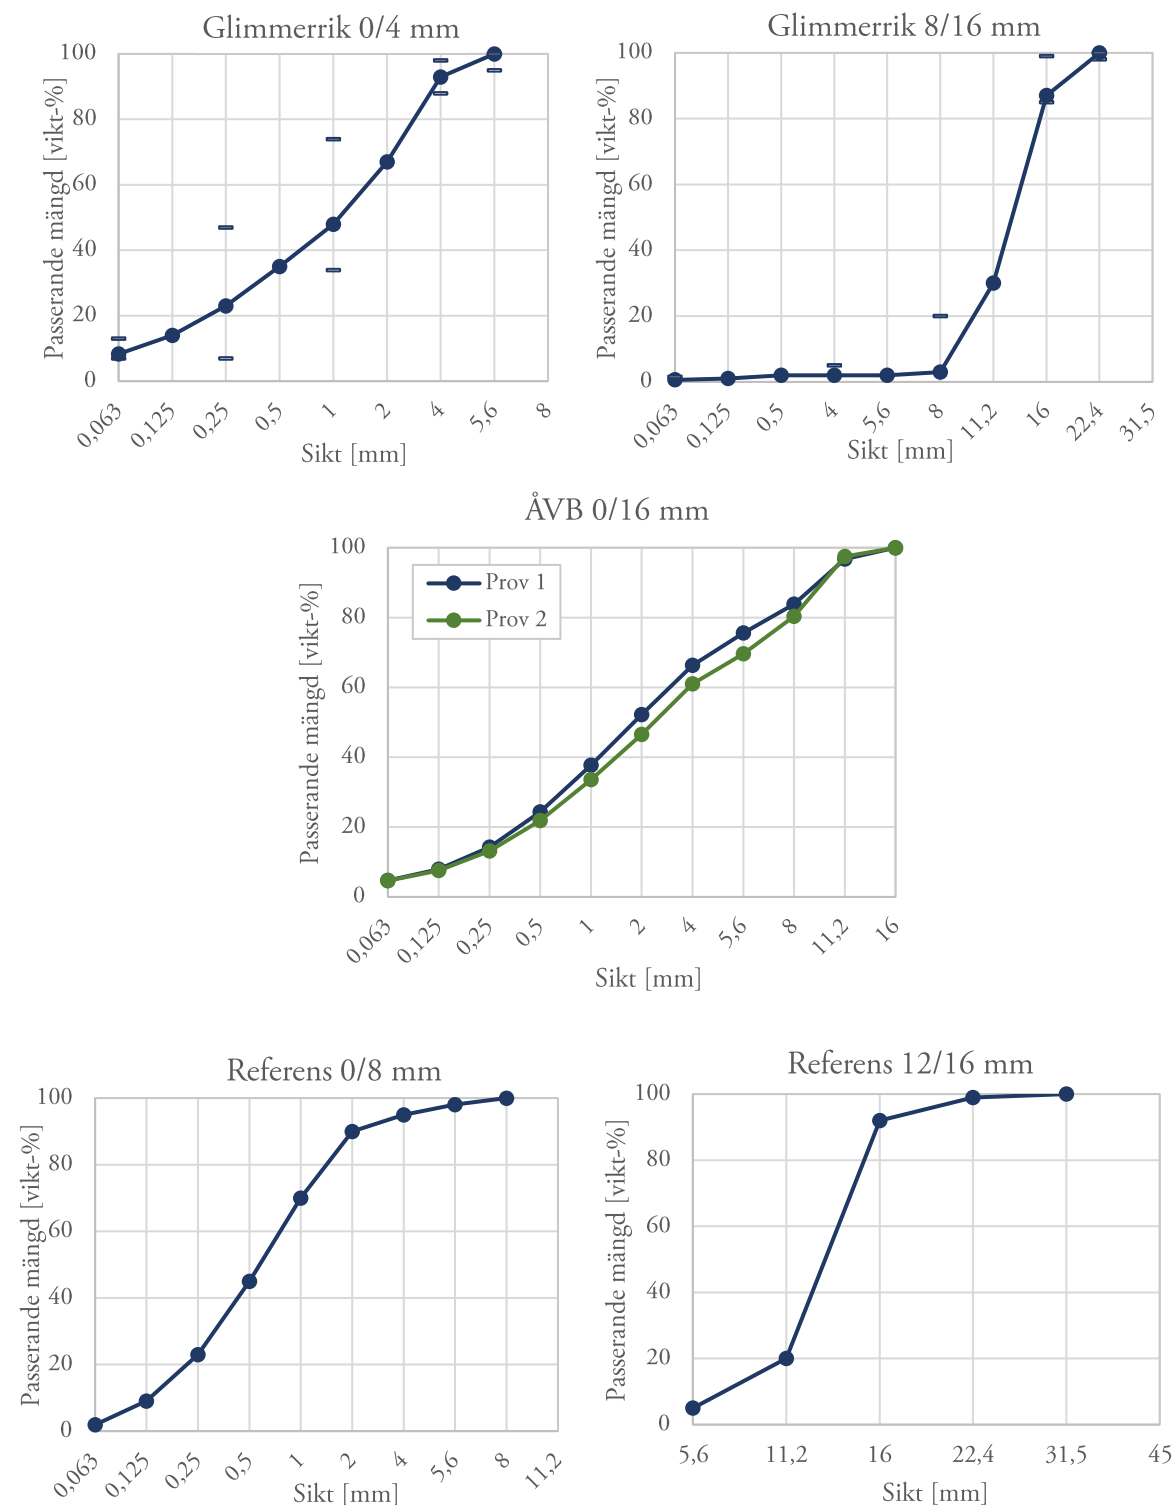 Glimmerrik 0/4 mm
Passerande mängd [vikt-%]
100
80
60
40
20
0
0,063 0,125 0,25 0,5 1 2 4 5,6 8
Sikt [mm]
Glimmerrik 8/16 mm
Passerande mängd [vikt-%]
100
80
60
40
20
0
0,063 0,125 0,5 4 5,6 8 11,2 16 22,4 31,5
Sikt [mm]
ÅVB 0/16 mm
Passerande mängd [vikt-%]
100
80
60
40
20
0
Prov 1
Prov 2
0,063 0,125 0,25 0,5 1 2 4 5,6 8 11,2 16
Sikt [mm]
Referens 0/8 mm
Passerande mängd [vikt-%]
100
80
60
40
20
0
0,063 0,125 0,25 0,5 1 2 4 5,6 8 11,2
Sikt [mm]
Referens 12/16 mm
Passerande mängd [vikt-%]
100
80
60
40
20
0
5,6 11,2 16 22,4 31,5 45
Sikt [mm]